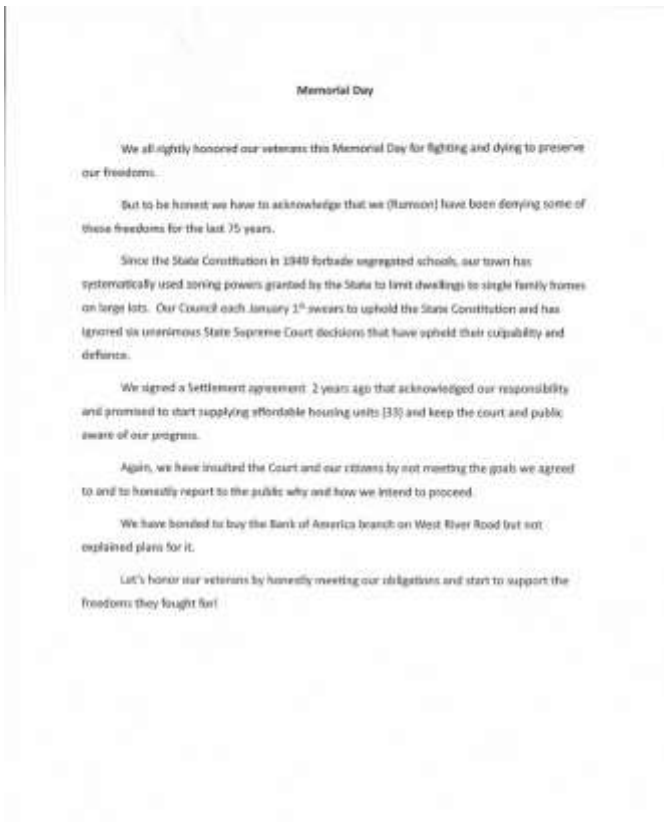 Memorial Day
We all rightly honored our veterans this Memorial Day for fighting and dying to preserve
our freedoms.
But to be honest we have to acknowledge that we (Rumson) have been denying some of
these freedoms for the last 75 years.
Since the State Constitution in 1949 forbade segregated schools, our town has
systematically used zoning powers granted by the State to limit dwellings to single family homes
on large lots. Our Council each January 1st swears to uphold the State Constitution and has
ignored six unanimous State Supreme Court decisions that have upheld their culpability and
defiance.
We signed a Settlement agreement 2 years ago that acknowledged our responsibility
and promised to start supplying affordable housing units (33) and keep the court and public
aware of our progress.
Again, we have insulted the Court and our citizens by not meeting the goals we agreed
to and to honestly report to the public why and how we intend to proceed.
We have bonded to buy the Bank of America branch on West River Road but not
explained plans for it.
Let's honor our veterans by honestly meeting our obligations and start to support the
freedoms they fought for!